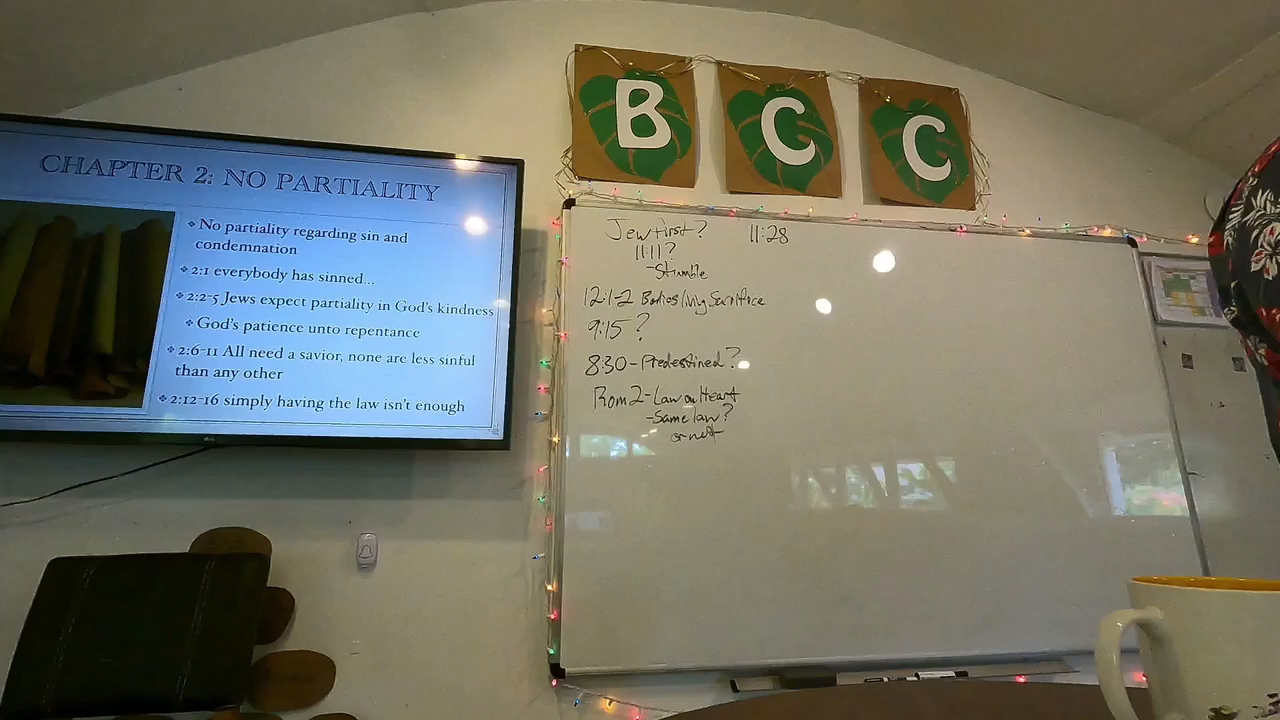 CHAPTER 2: NO PARTIALITY
No partiality regarding sin and
condemnation
2:1 everybody has sinned...
2:2-5 Jews expect partiality in God's kindness
God's patience unto repentance
2:6-11 All need a savior, none are less sinful
than any other
2:12-16 simply having the law isn't enough
B C C
Jew first? 11:28
11:11?
-Stumble
12:1-2 Bodies living Sacrifice
9:15?
8:30-Predestined?
Rom 2-Law on Heart
-Same law?
or not